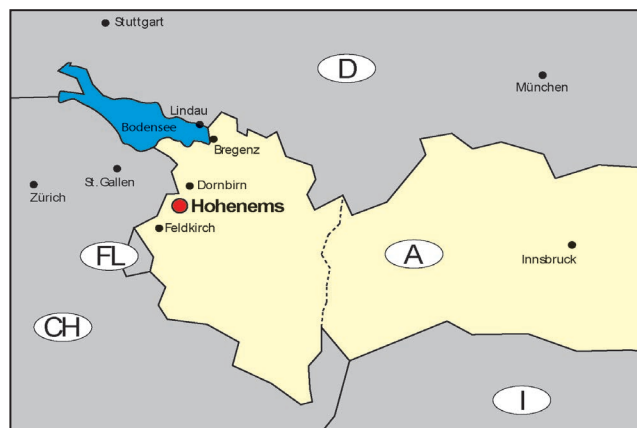 Stuttgart
D
München
Lindau
Bodensee
Bregenz
St.Gallen
Zürich
Dornbirn
Hohenems
Feldkirch
FL
A
Innsbruck
CH
I